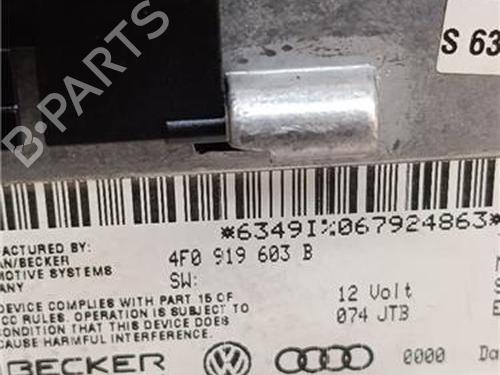 B-PARTS
S 63
*6349I%067924863*
FACTURED BY:
AN/BECKER
MOTIVE SYSTEMS
ANY
4F0 919 603 B
SW:
DEVICE COMPLIES WITH PART 15 OF
CC RULES. OPERATION IS SUBJECT TO
CONDITION THAT THIS DEVICE DOES
CAUSE HARMFUL INTERFERENCE.
12 Volt
074 JTB
BECKER
0000 Da